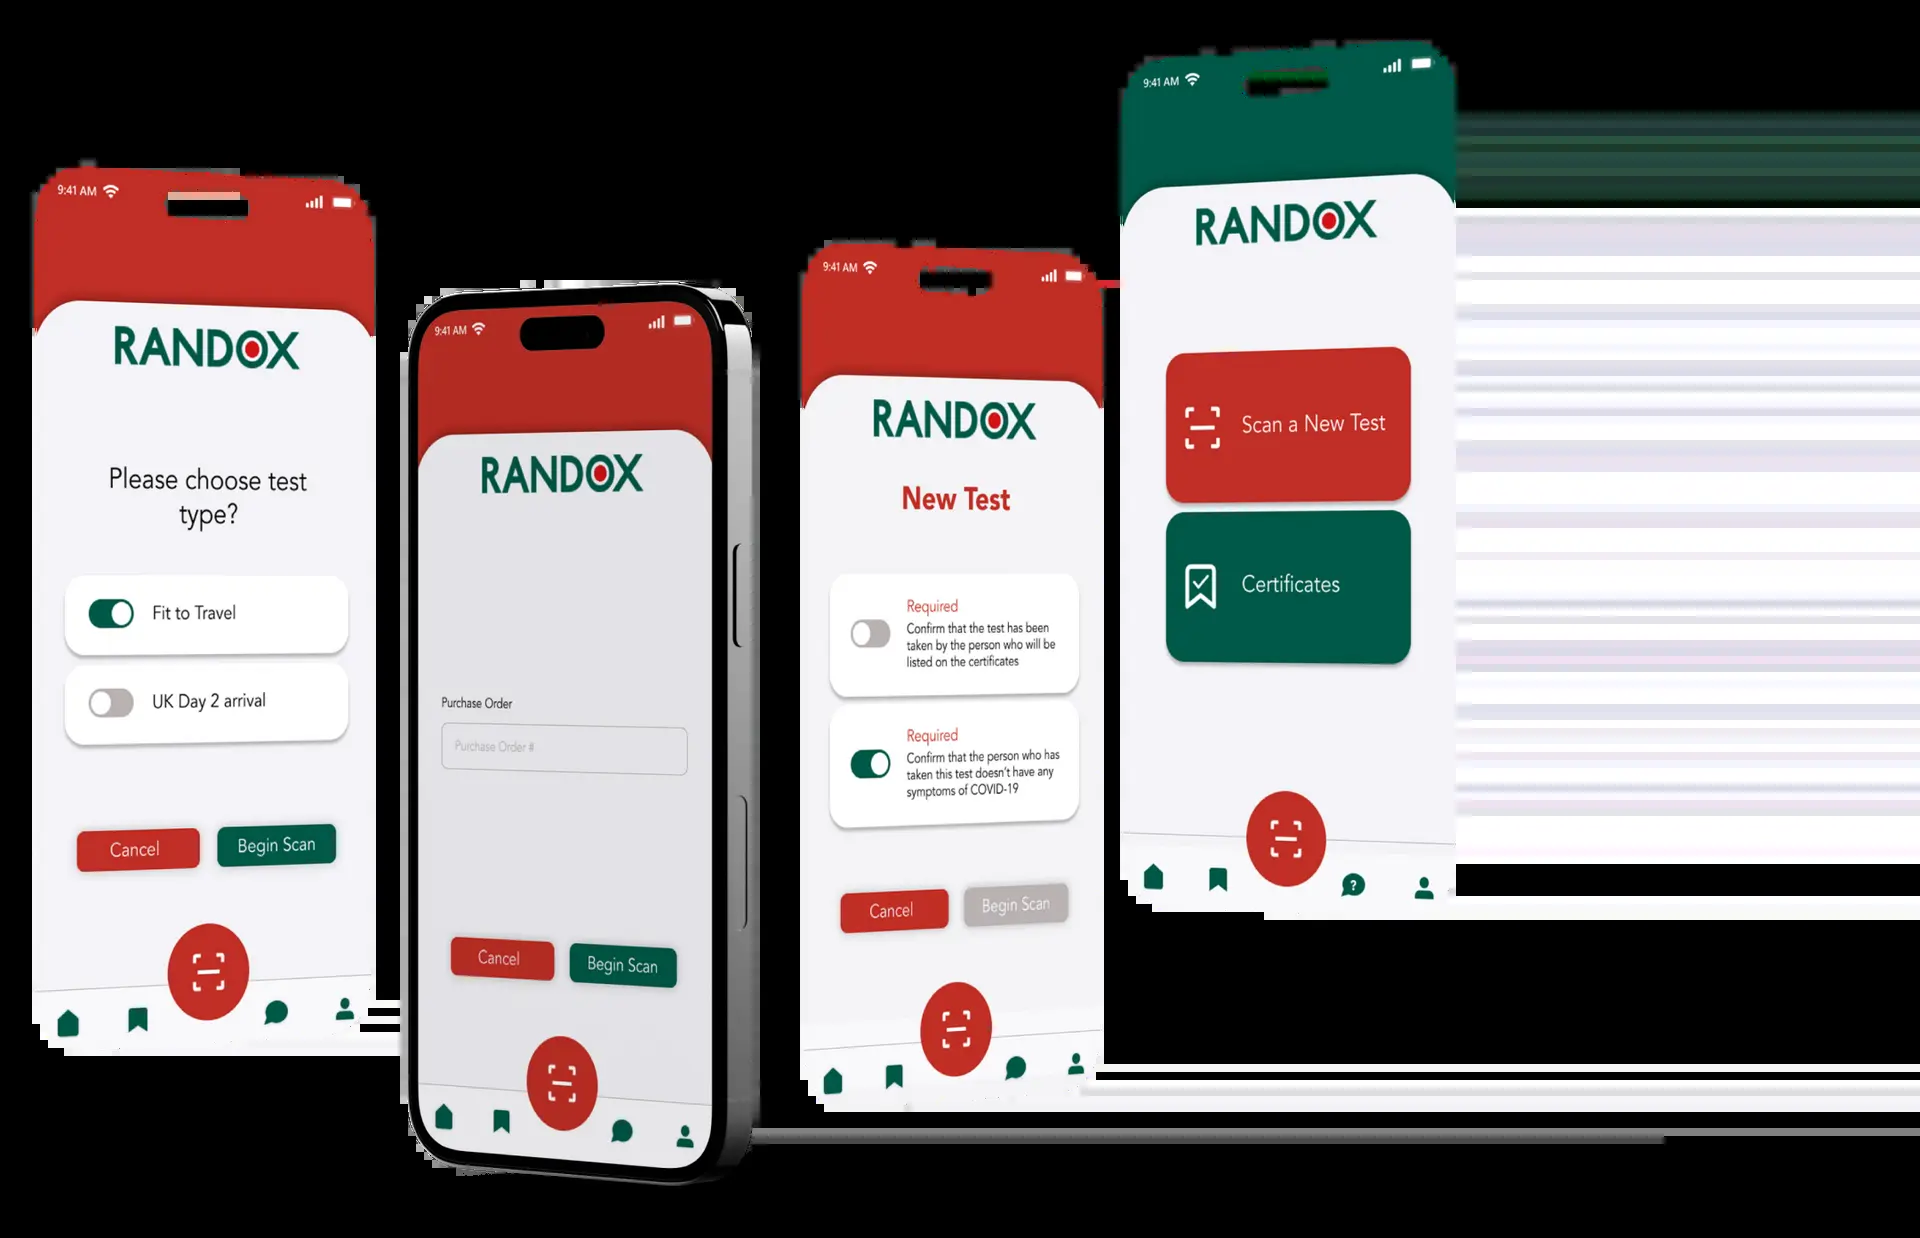 9:41 AM
RANDOX
Please choose test
type?
Fit to Travel
UK Day 2 arrival
Cancel
Begin Scan
9:41 AM
RANDOX
Purchase Order
Purchase Order #
Cancel
Begin Scan
9:41 AM
RANDOX
New Test
Required
Confirm that the test has been
taken by the person who will be
listed on the certificates
Required
Confirm that the person who has
taken this test doesn't have any
symptoms of COVID-19
Cancel
Begin Scan
9:41 AM
RANDOX
Scan a New Test
Certificates
?